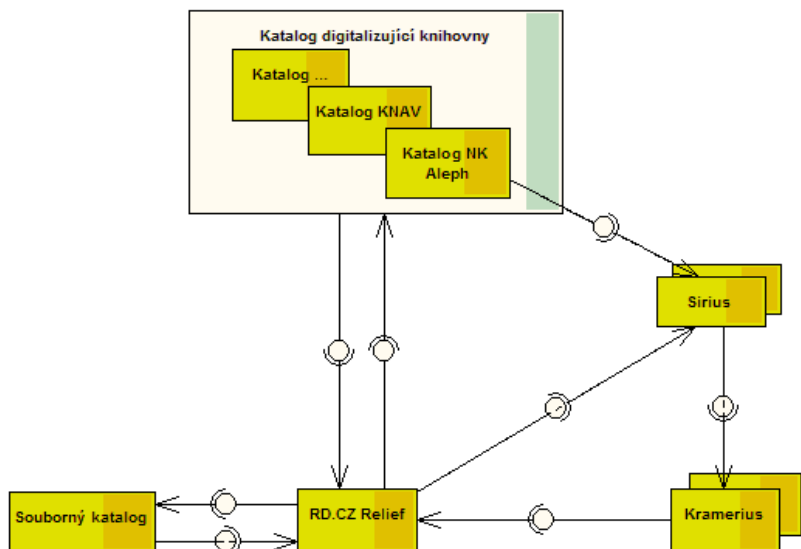 Katalog digitalizující knihovny
Katalog ...
Katalog KNAV
Katalog NK
Aleph
Sirius
Souborný katalog
RD.CZ Relief
Kramerius